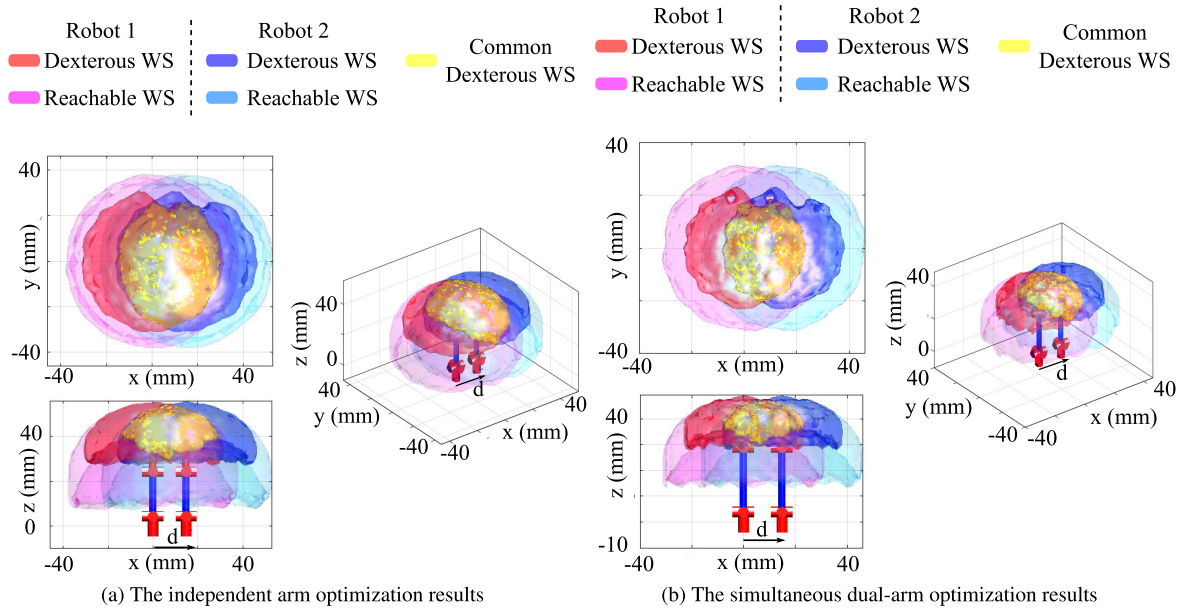 Robot 1
Robot 2
Dexterous WS
Dexterous WS
Common
Dexterous WS
Reachable WS
Reachable WS
40
y (mm)
-40
-40
x (mm)
40
40
z (mm)
0
-40
x (mm)
40
d
40
z (mm)
0
40
y (mm)
-40
-40
x (mm)
40
d
(a) The independent arm optimization results
Robot 1
Robot 2
Dexterous WS
Dexterous WS
Common
Dexterous WS
Reachable WS
Reachable WS
40
y (mm)
-40
-40
x (mm)
40
40
z (mm)
-10
-40
x (mm)
40
d
40
z (mm)
0
40
y (mm)
-40
-40
x (mm)
40
d
(b) The simultaneous dual-arm optimization results